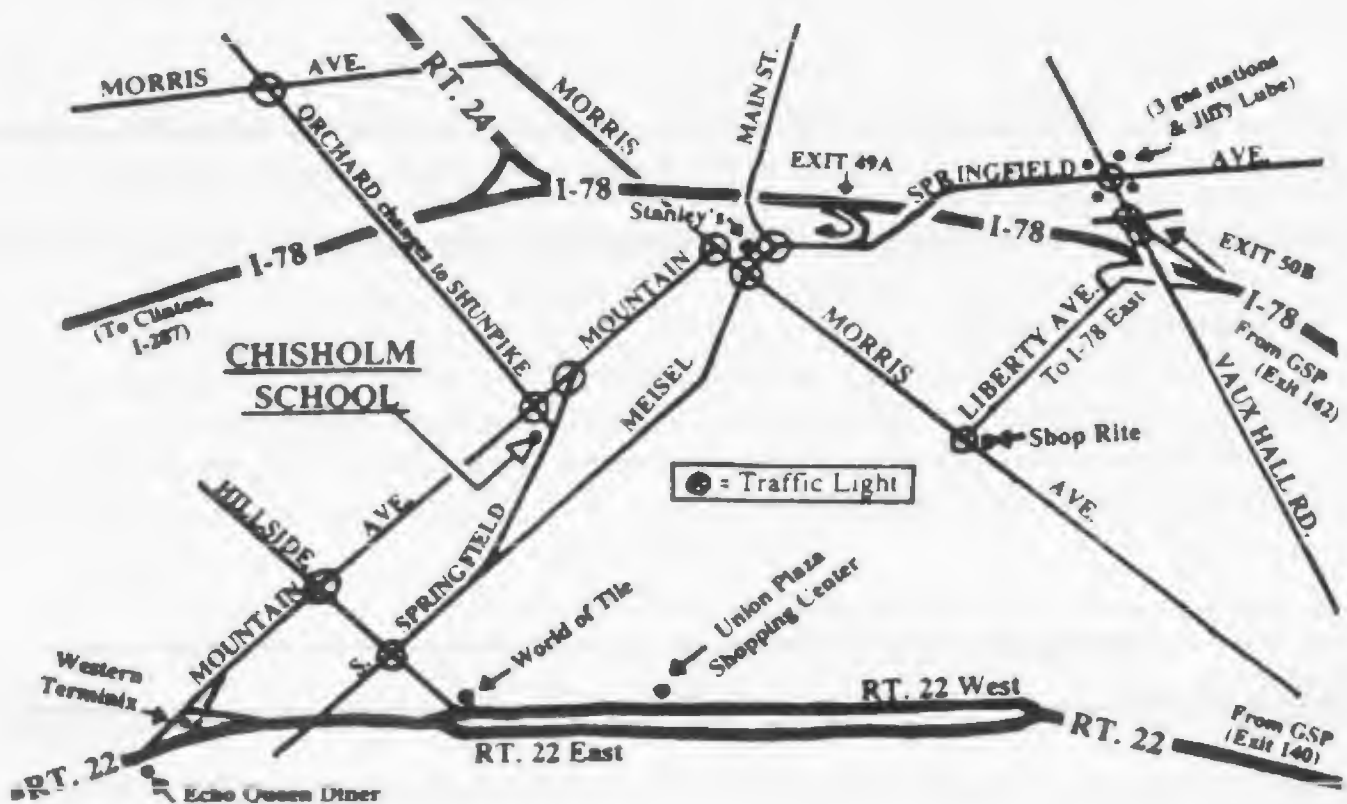 MORRIS AVE.
RT. 24
MORRIS
MAIN ST.
(3 gas stations
& Jiffy Lube)
EXIT 49A
SPRINGFIELD AVE.
ORCHARD changes to SHUNPIKE
I-78
I-78
Stanley's
I-78
EXIT 50B
I-78
(To Clinton,
I-287)
MOUNTAIN
From GSP
(Exit 142)
CHISHOLM
SCHOOL
MEISEL
MORRIS
LIBERTY AVE.
To I-78 East
VAUX HALL RD.
Shop Rite
= Traffic Light
AVE.
HILLSIDE
AVE.
MOUNTAIN
S. SPRINGFIELD
World of Tile
Union Plaza
Shopping Center
Western
Terminix
RT. 22 West
RT. 22 East
RT. 22
From GSP
(Exit 140)
RT. 22
Echo Queen Diner